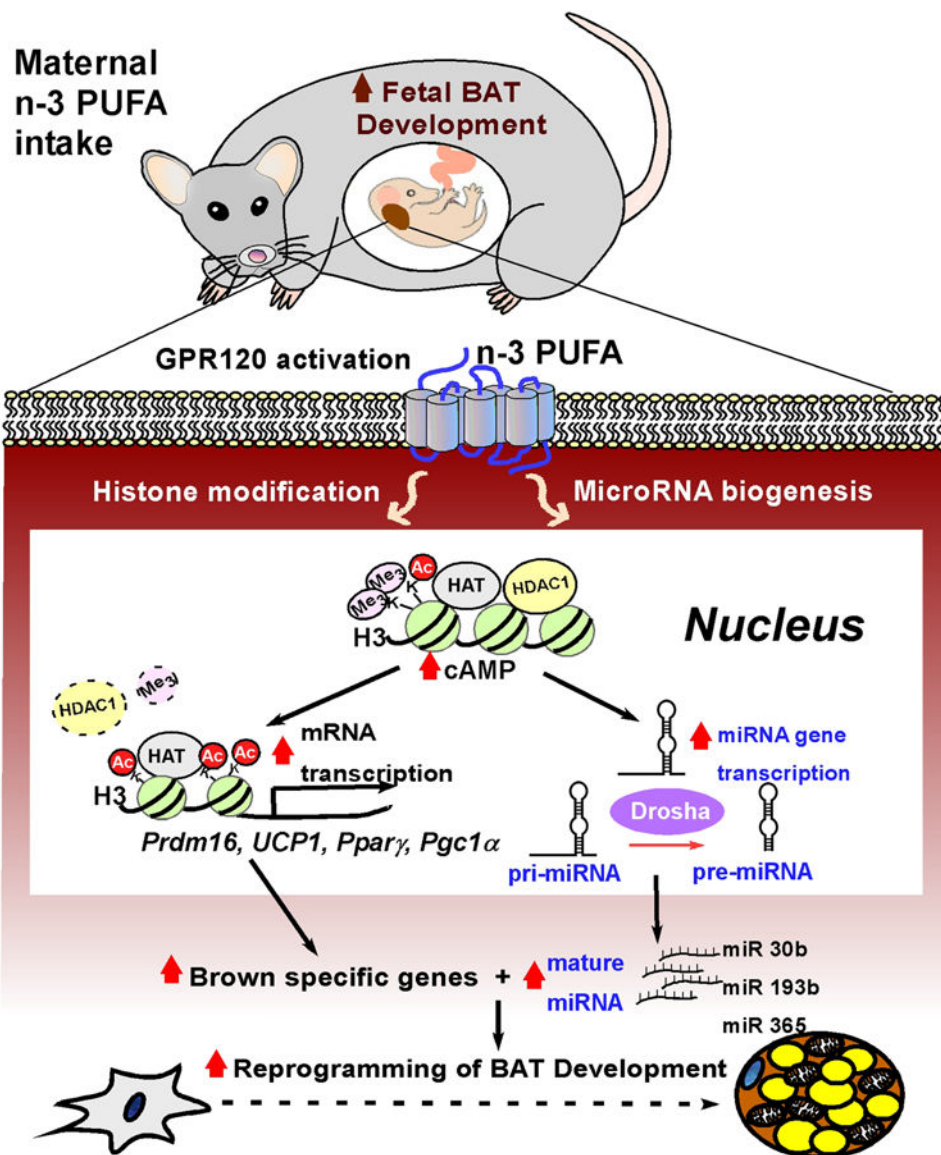 Maternal
n-3 PUFA
intake
Fetal BAT
Development
GPR120 activation
n-3 PUFA
Histone modification
MicroRNA biogenesis
Me3
Me3
K
K
Ac
HAT
HDAC1
H3
cAMP
Nucleus
HDAC1
Me3
Ac
K
HAT
Ac
K
Ac
K
H3
mRNA
transcription
Prdm16, UCP1, Pparγ, Pgc1α
miRNA gene
transcription
Drosha
pri-miRNA
pre-miRNA
Brown specific genes + mature
miRNA
miR 30b
miR 193b
miR 365
Reprogramming of BAT Development